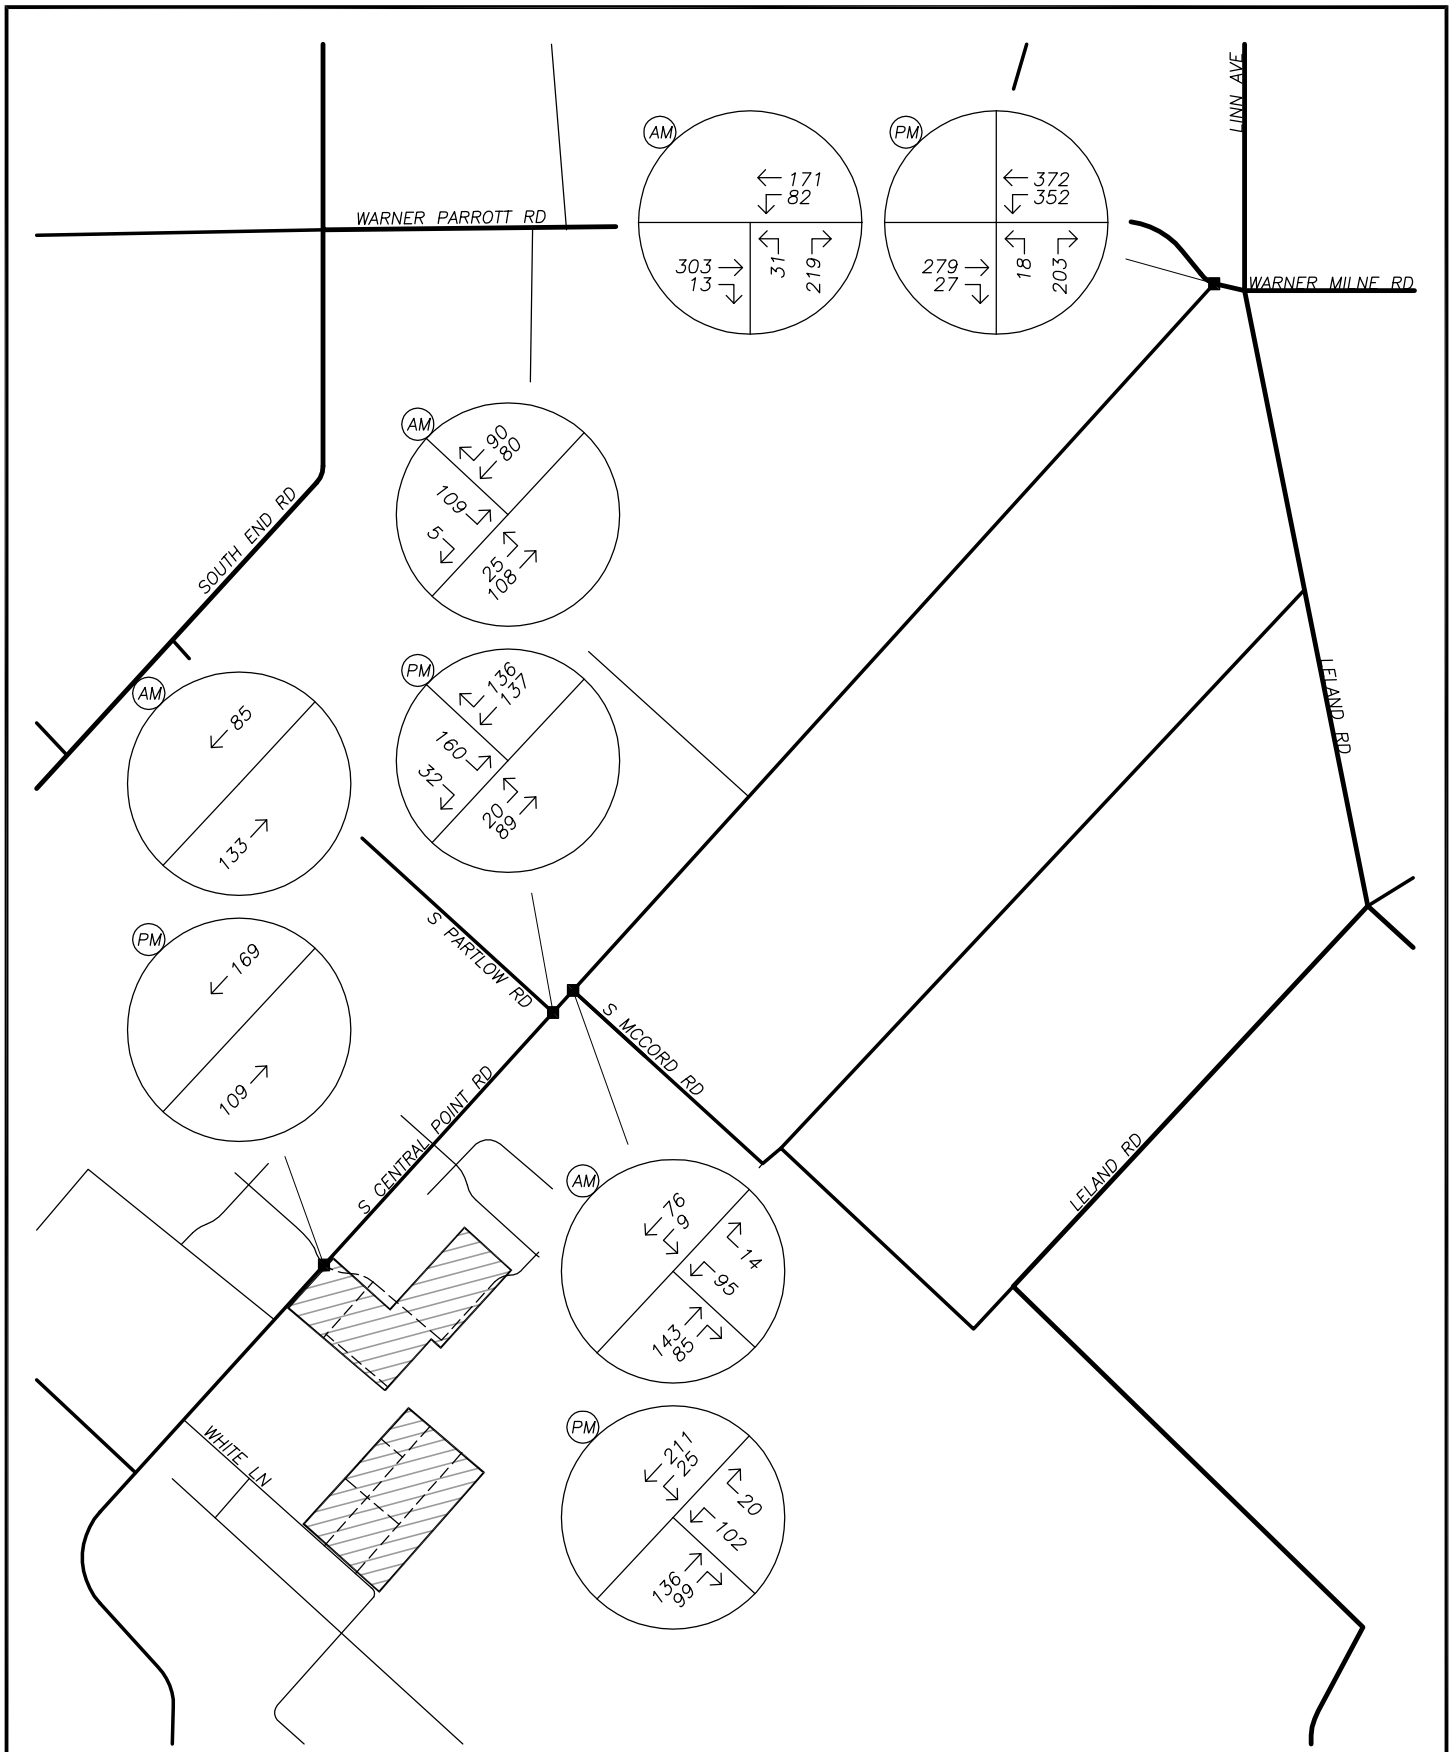 LINN AVE
AM
171
82
303
13
31
219
PM
372
352
279
27
18
203
WARNER PARROTT RD
WARNER MILNE RD
AM
90
80
109
5
25
108
SOUTH END RD
PM
136
137
160
32
20
89
LELAND RD
AM
85
133
PM
169
109
S PARTLOW RD
S MCCORD RD
S CENTRAL POINT RD
LELAND RD
AM
76
9
14
95
143
85
WHITE LN
PM
211
25
20
102
136
99